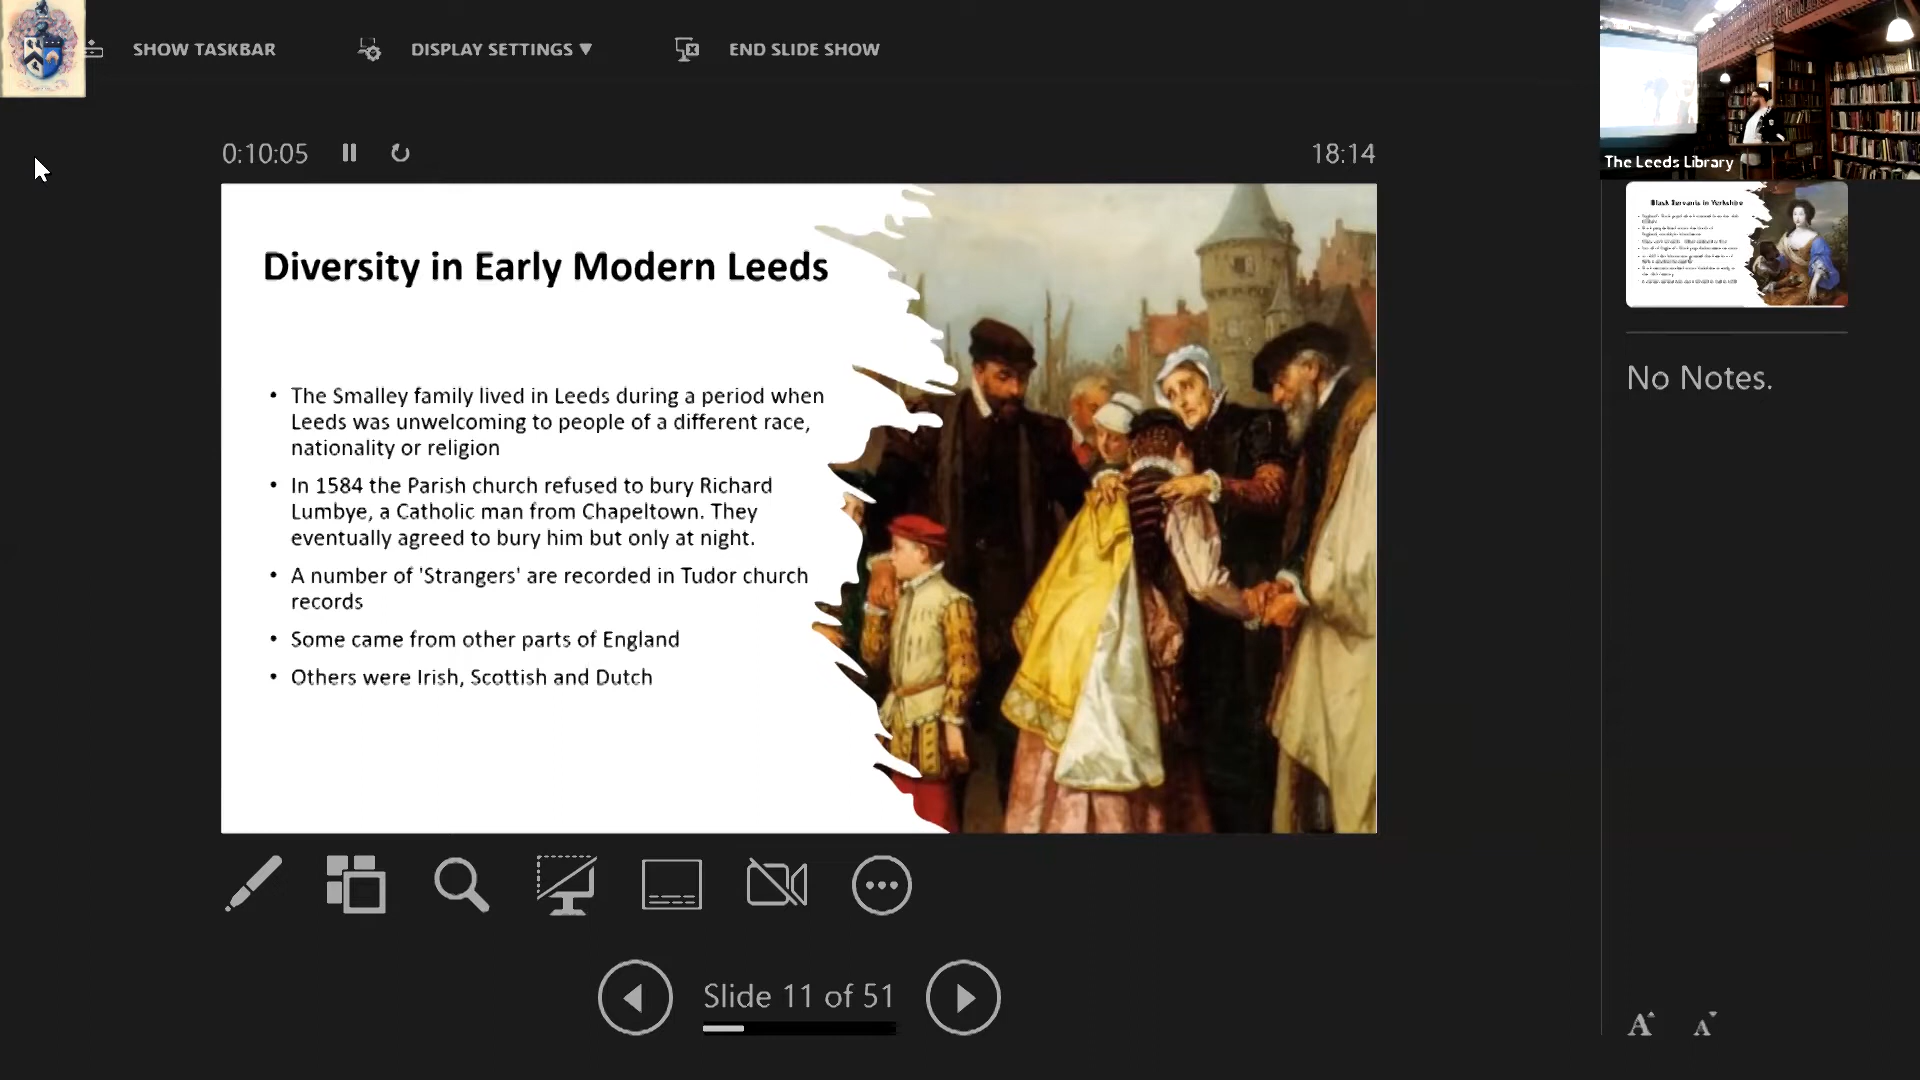 SHOW TASKBAR
DISPLAY SETTINGS ▼
END SLIDE SHOW
The Leeds Library
0:10:05
18:14
Black Servants in Yorkshire
Diversity in Early Modern Leeds
• The Smalley family lived in Leeds during a period when
Leeds was unwelcoming to people of a different race,
nationality or religion
• In 1584 the Parish church refused to bury Richard
Lumbye, a Catholic man from Chapeltown. They
eventually agreed to bury him but only at night.
• A number of 'Strangers' are recorded in Tudor church
records
• Some came from other parts of England
• Others were Irish, Scottish and Dutch
No Notes.
Slide 11 of 51
A A